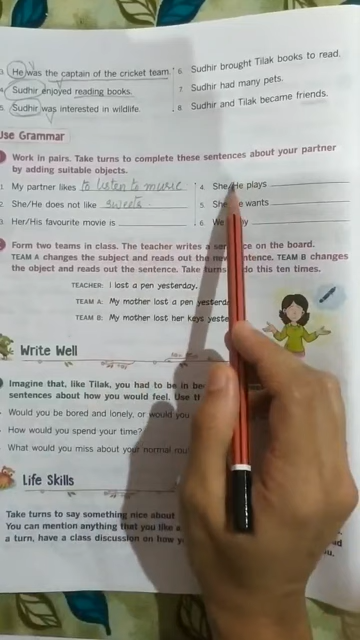 3. He was the captain of the cricket team.
6. Sudhir brought Tilak books to read.
4. Sudhir enjoyed reading books.
7. Sudhir had many pets.
5. Sudhir was interested in wildlife.
8. Sudhir and Tilak became friends.
Use Grammar
Work in pairs. Take turns to complete these sentences about your partner
by adding suitable objects.
1. My partner likes to listen to music
4. She/He plays
2. She/He does not like sweets.
5. She/He wants
3. Her/His favourite movie is
6. We
Form two teams in class. The teacher writes a sentence on the board.
TEAM A changes the subject and reads out the new sentence. TEAM B changes
the object and reads out the sentence. Take turns do this ten times.
TEACHER: I lost a pen yesterday.
TEAM A: My mother lost a pen yesterd
TEAM B: My mother lost her keys yeste
Write Well
Imagine that, like Tilak, you had to be in be
sentences about how you would feel. Use th
Would you be bored and lonely, or would you
How would you spend your time?
What would you miss about your normal rou
Life Skills
Take turns to say something nice about
You can mention anything that you like a
a turn, have a class discussion on how y